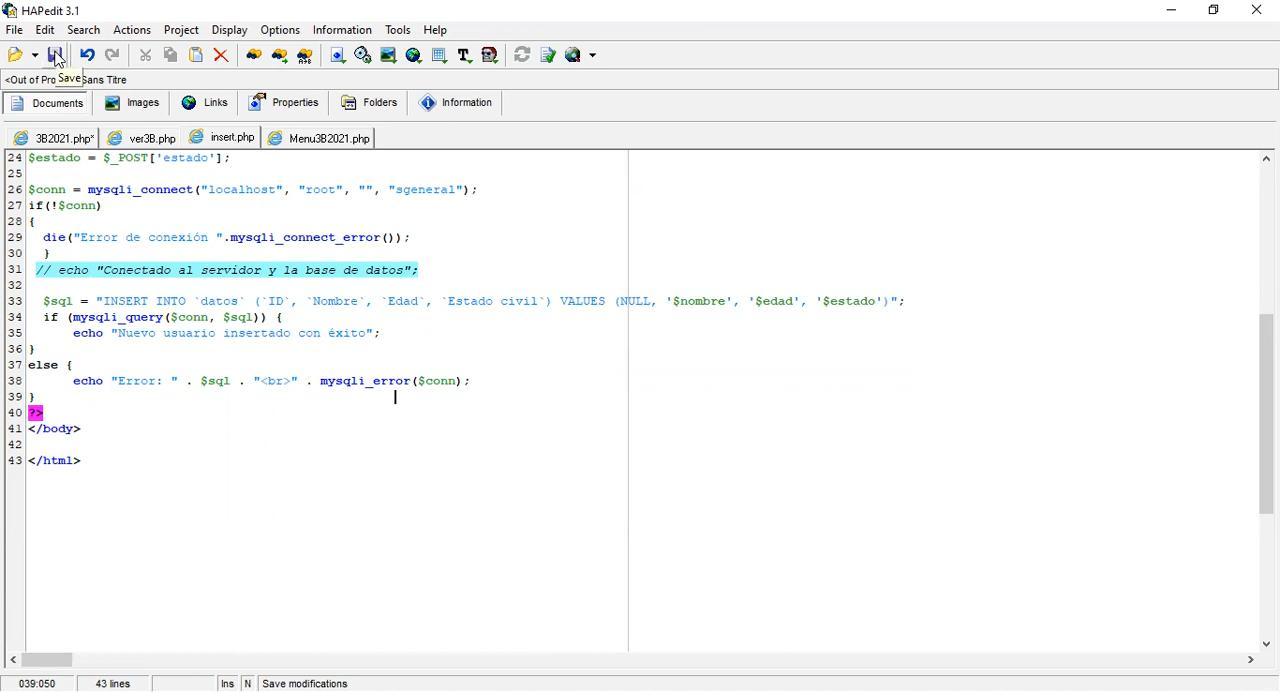 HAPedit 3.1
File Edit Search Actions Project Display Options Information Tools Help
<Out of Pro Sans Titre
Save
Documents Images Links Properties Folders Information
3B2021.php* ver3B.php insert.php Menu3B2021.php
24 $estado = $_POST['estado'];
25
26 $conn = mysqli_connect("localhost", "root", "", "sgeneral");
27 if(!$conn)
28 {
29 die("Error de conexión ".mysqli_connect_error());
30 }
31 // echo "Conectado al servidor y la base de datos";
32
33 $sql = "INSERT INTO `datos` (`ID`, `Nombre`, `Edad`, `Estado civil`) VALUES (NULL, '$nombre', '$edad', '$estado')";
34 if (mysqli_query($conn, $sql)) {
35 echo "Nuevo usuario insertado con éxito";
36 }
37 else {
38 echo "Error: " . $sql . "<br>" . mysqli_error($conn);
39 }
40 ?>
41 </body>
42
43 </html>
039:050 43 lines Ins N Save modifications